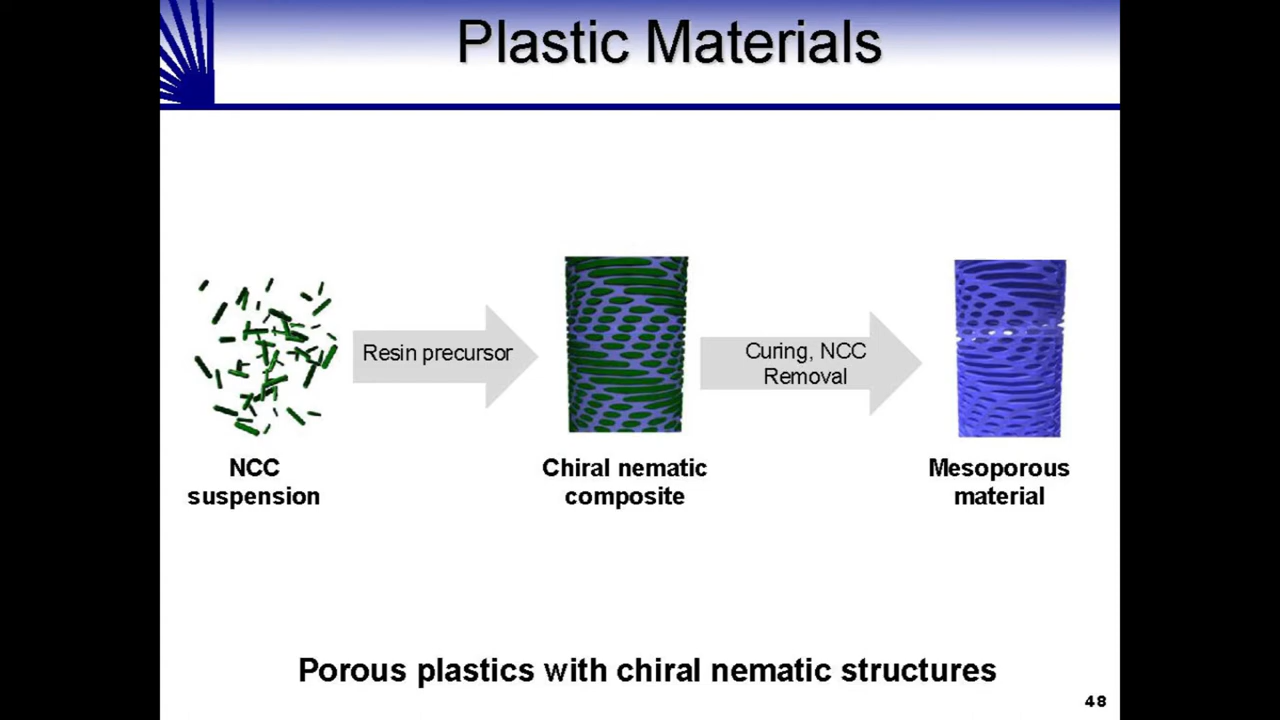 Plastic Materials
Resin precursor
Curing, NCC
Removal
NCC
suspension
Chiral nematic
composite
Mesoporous
material
Porous plastics with chiral nematic structures
48